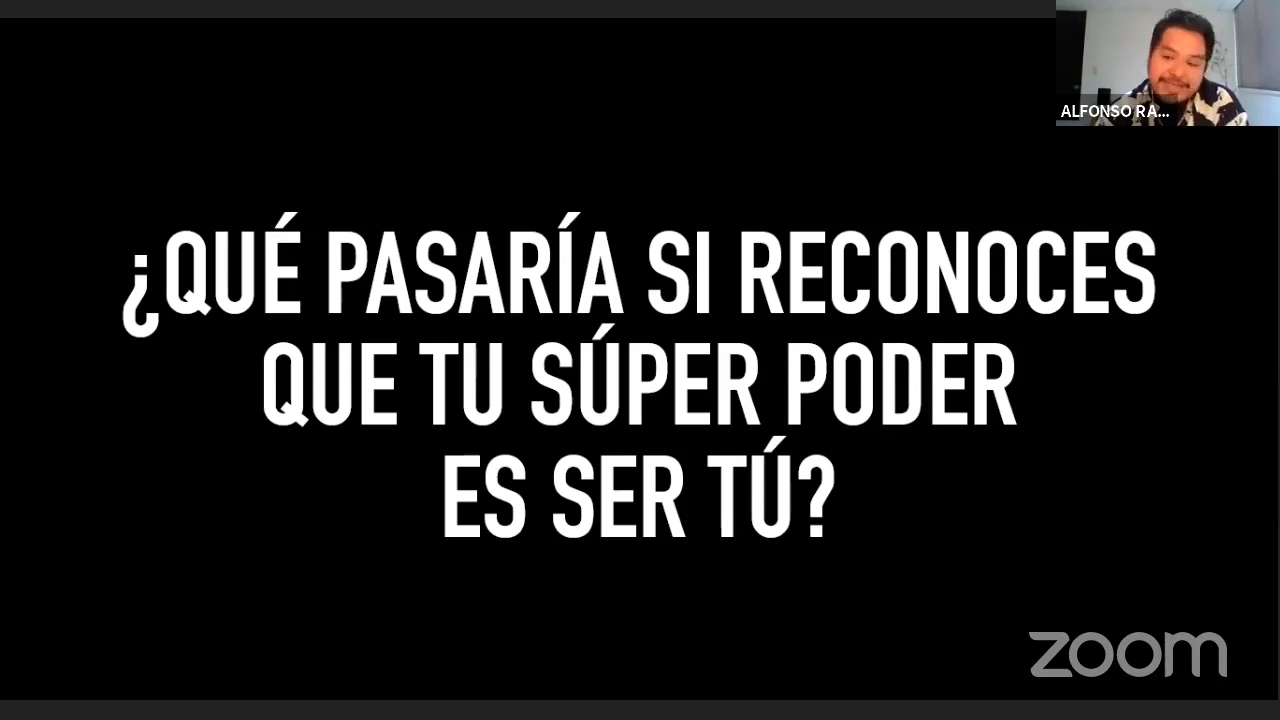 ALFONSO RA...
¿QUÉ PASARÍA SI RECONOCES
QUE TU SÚPER PODER
ES SER TÚ?
zoom